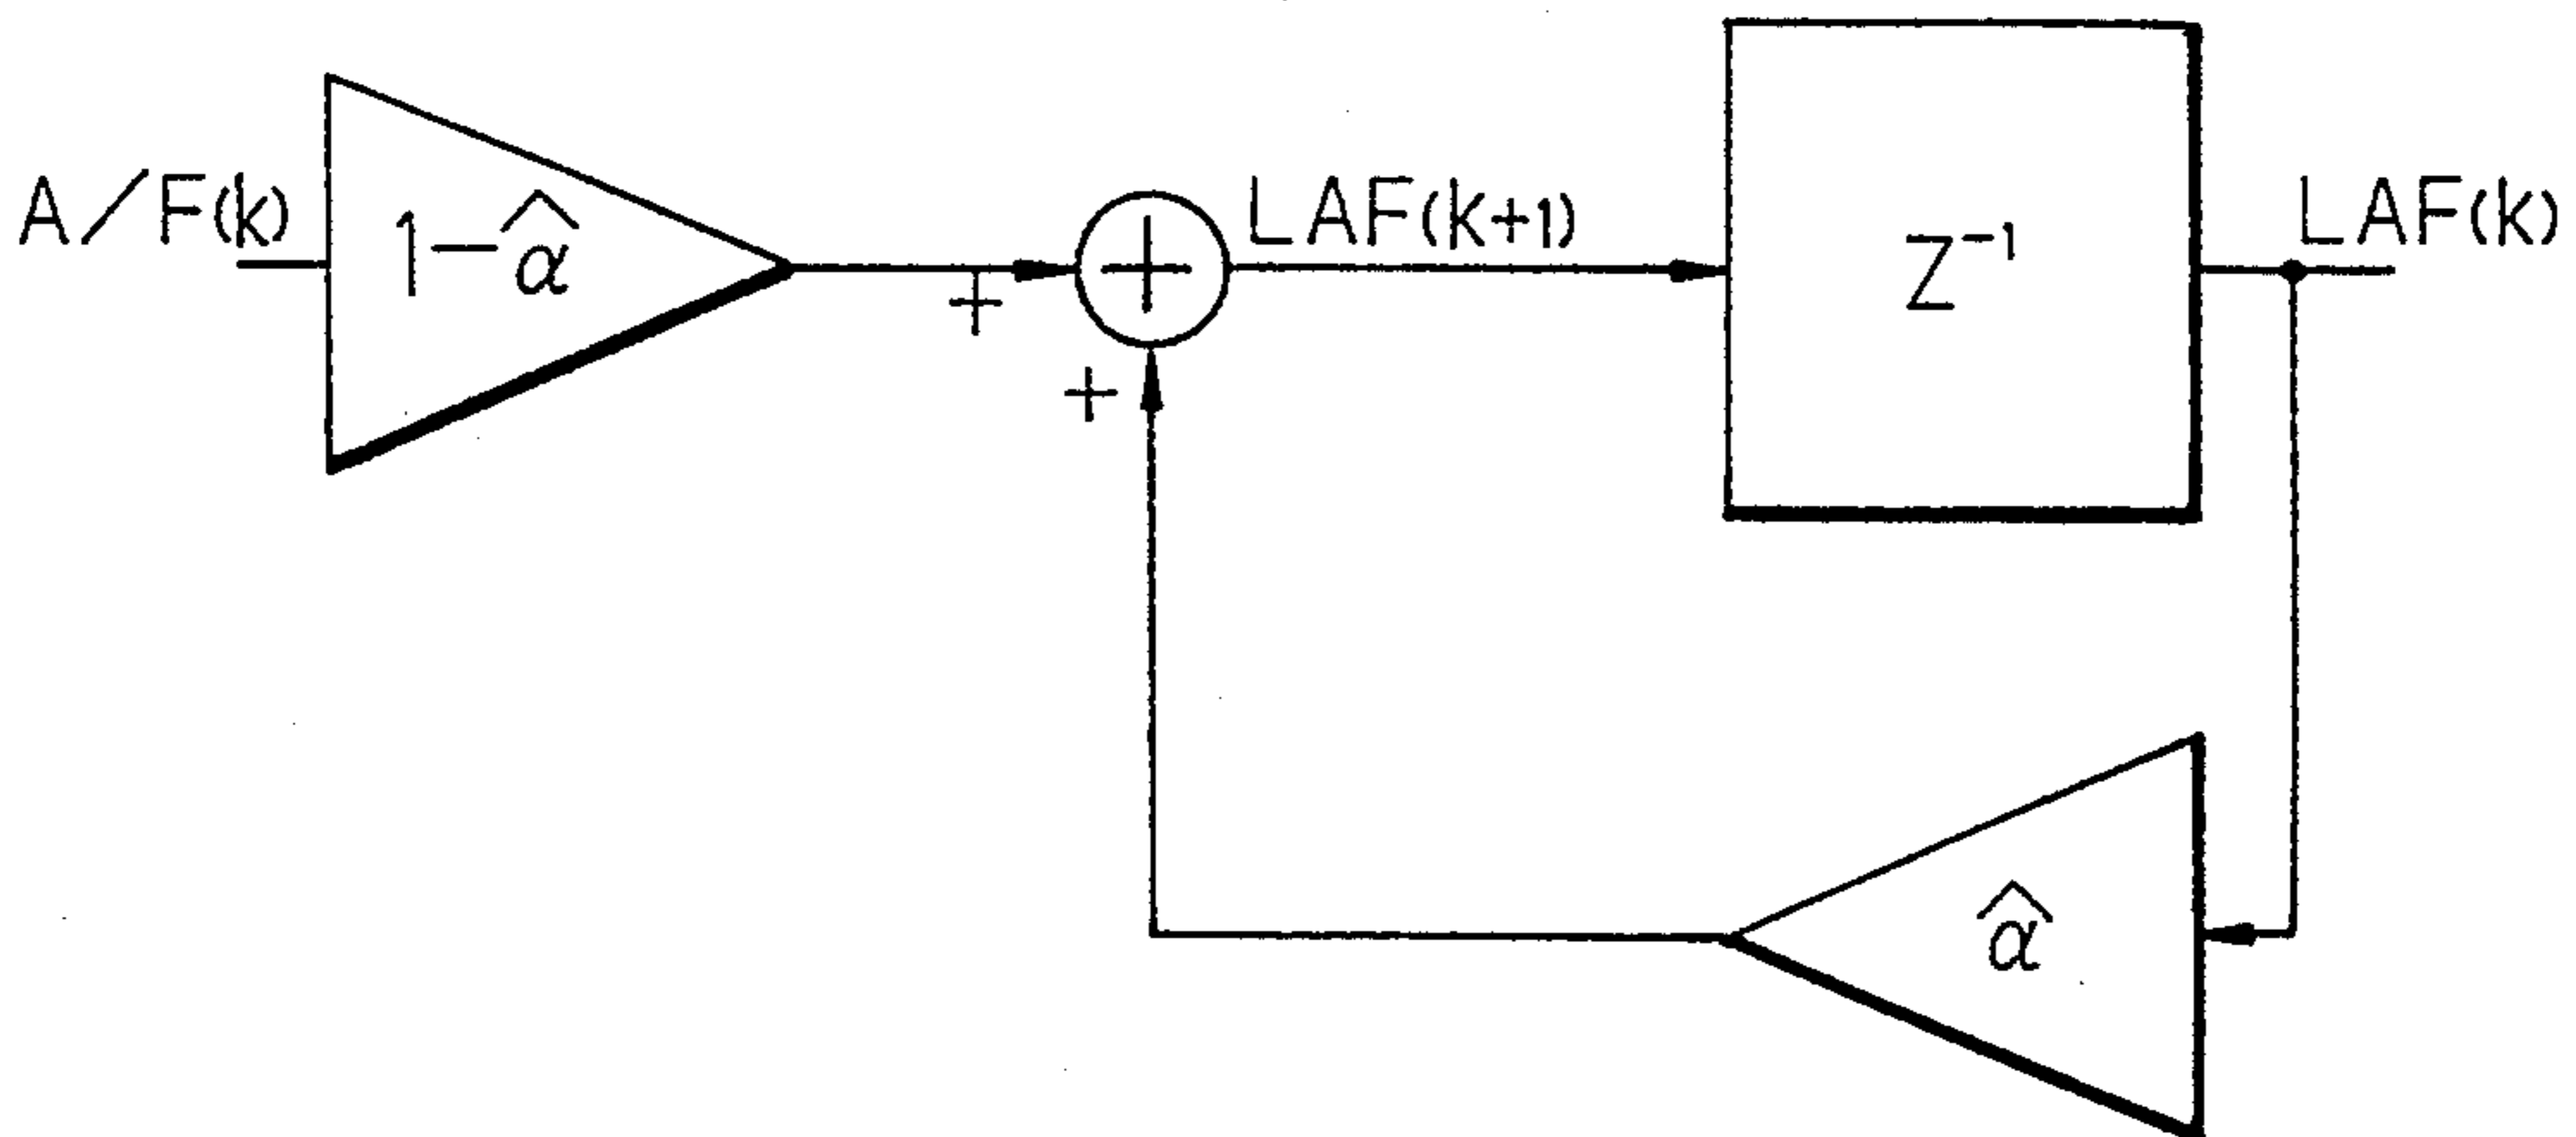 A/F(k)
1-α̂
+
+
+
LAF(k+1)
Z⁻¹
LAF(k)
α̂